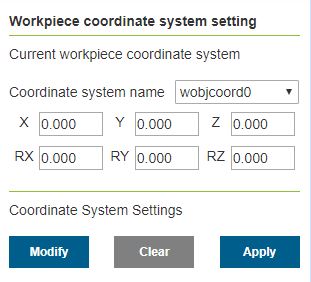 Workpiece coordinate system setting
Current workpiece coordinate system
Coordinate system name wobjcoord0
X 0.000 Y 0.000 Z 0.000
RX 0.000 RY 0.000 RZ 0.000
Coordinate System Settings
Modify Clear Apply